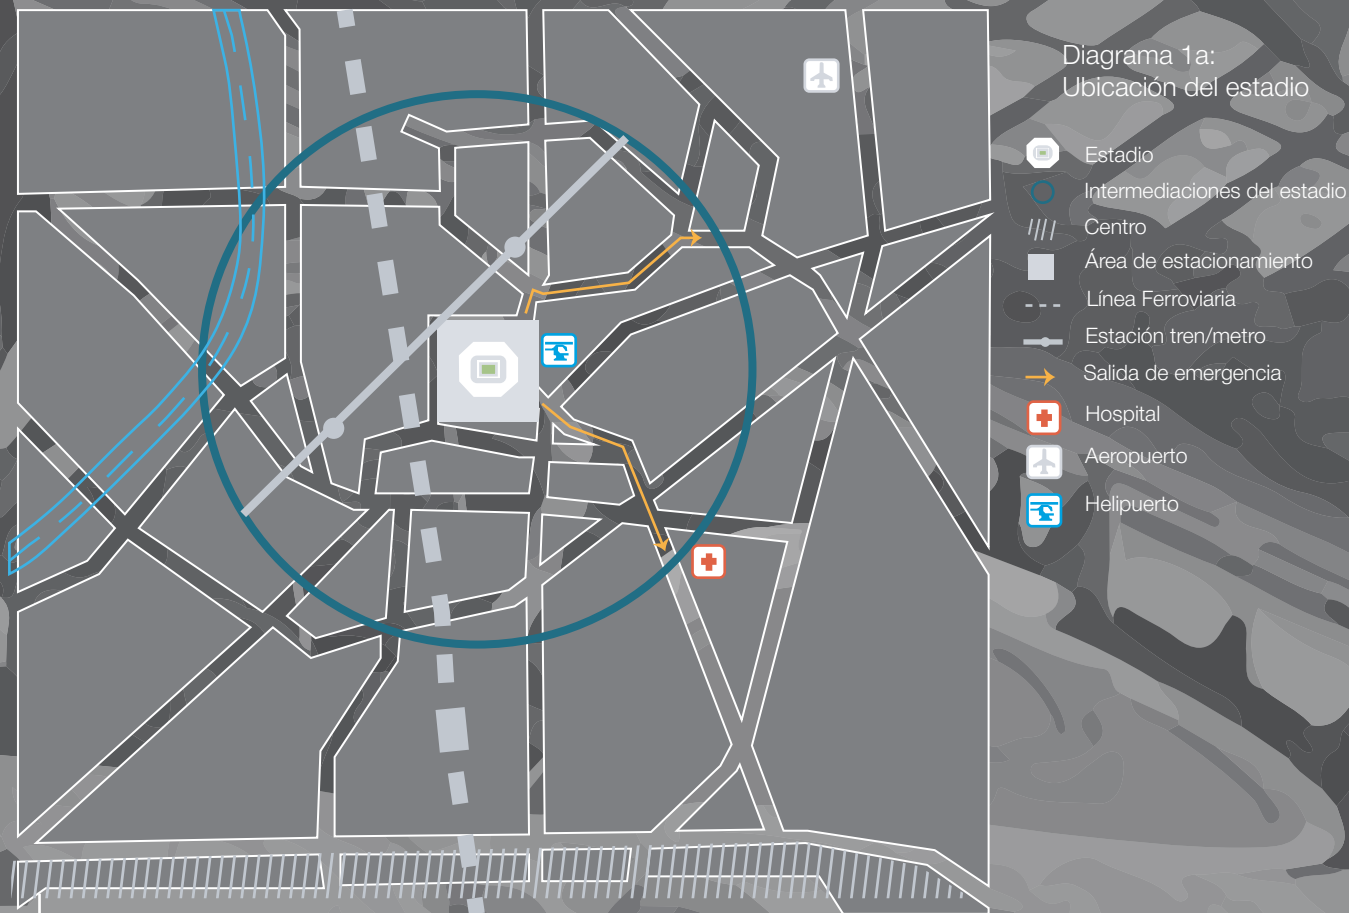 Diagrama 1a:
Ubicación del estadio
Estadio
Intermediaciones del estadio
Centro
Área de estacionamiento
Línea Ferroviaria
Estación tren/metro
Salida de emergencia
Hospital
Aeropuerto
Helipuerto